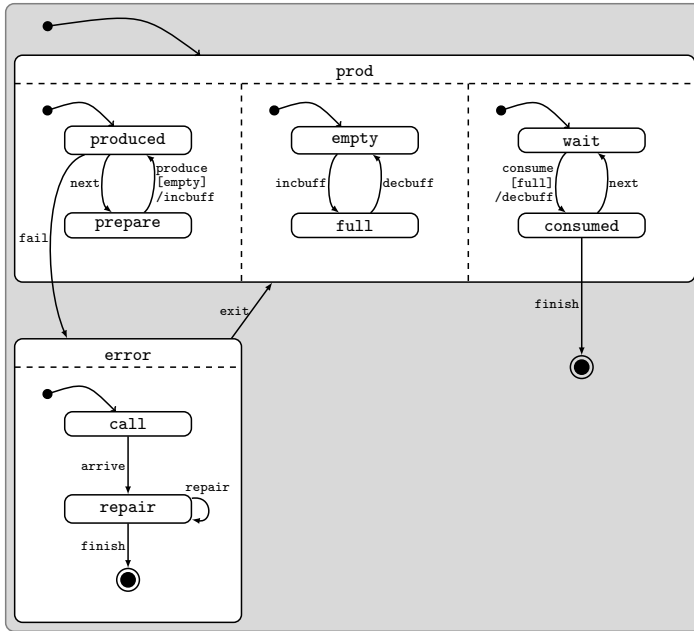 prod
produced
next
produce
[empty]
/incbuff
prepare
fail
empty
incbuff
decbuff
full
wait
consume
[full]
/decbuff
next
consumed
finish
exit
error
call
arrive
repair
repair
finish